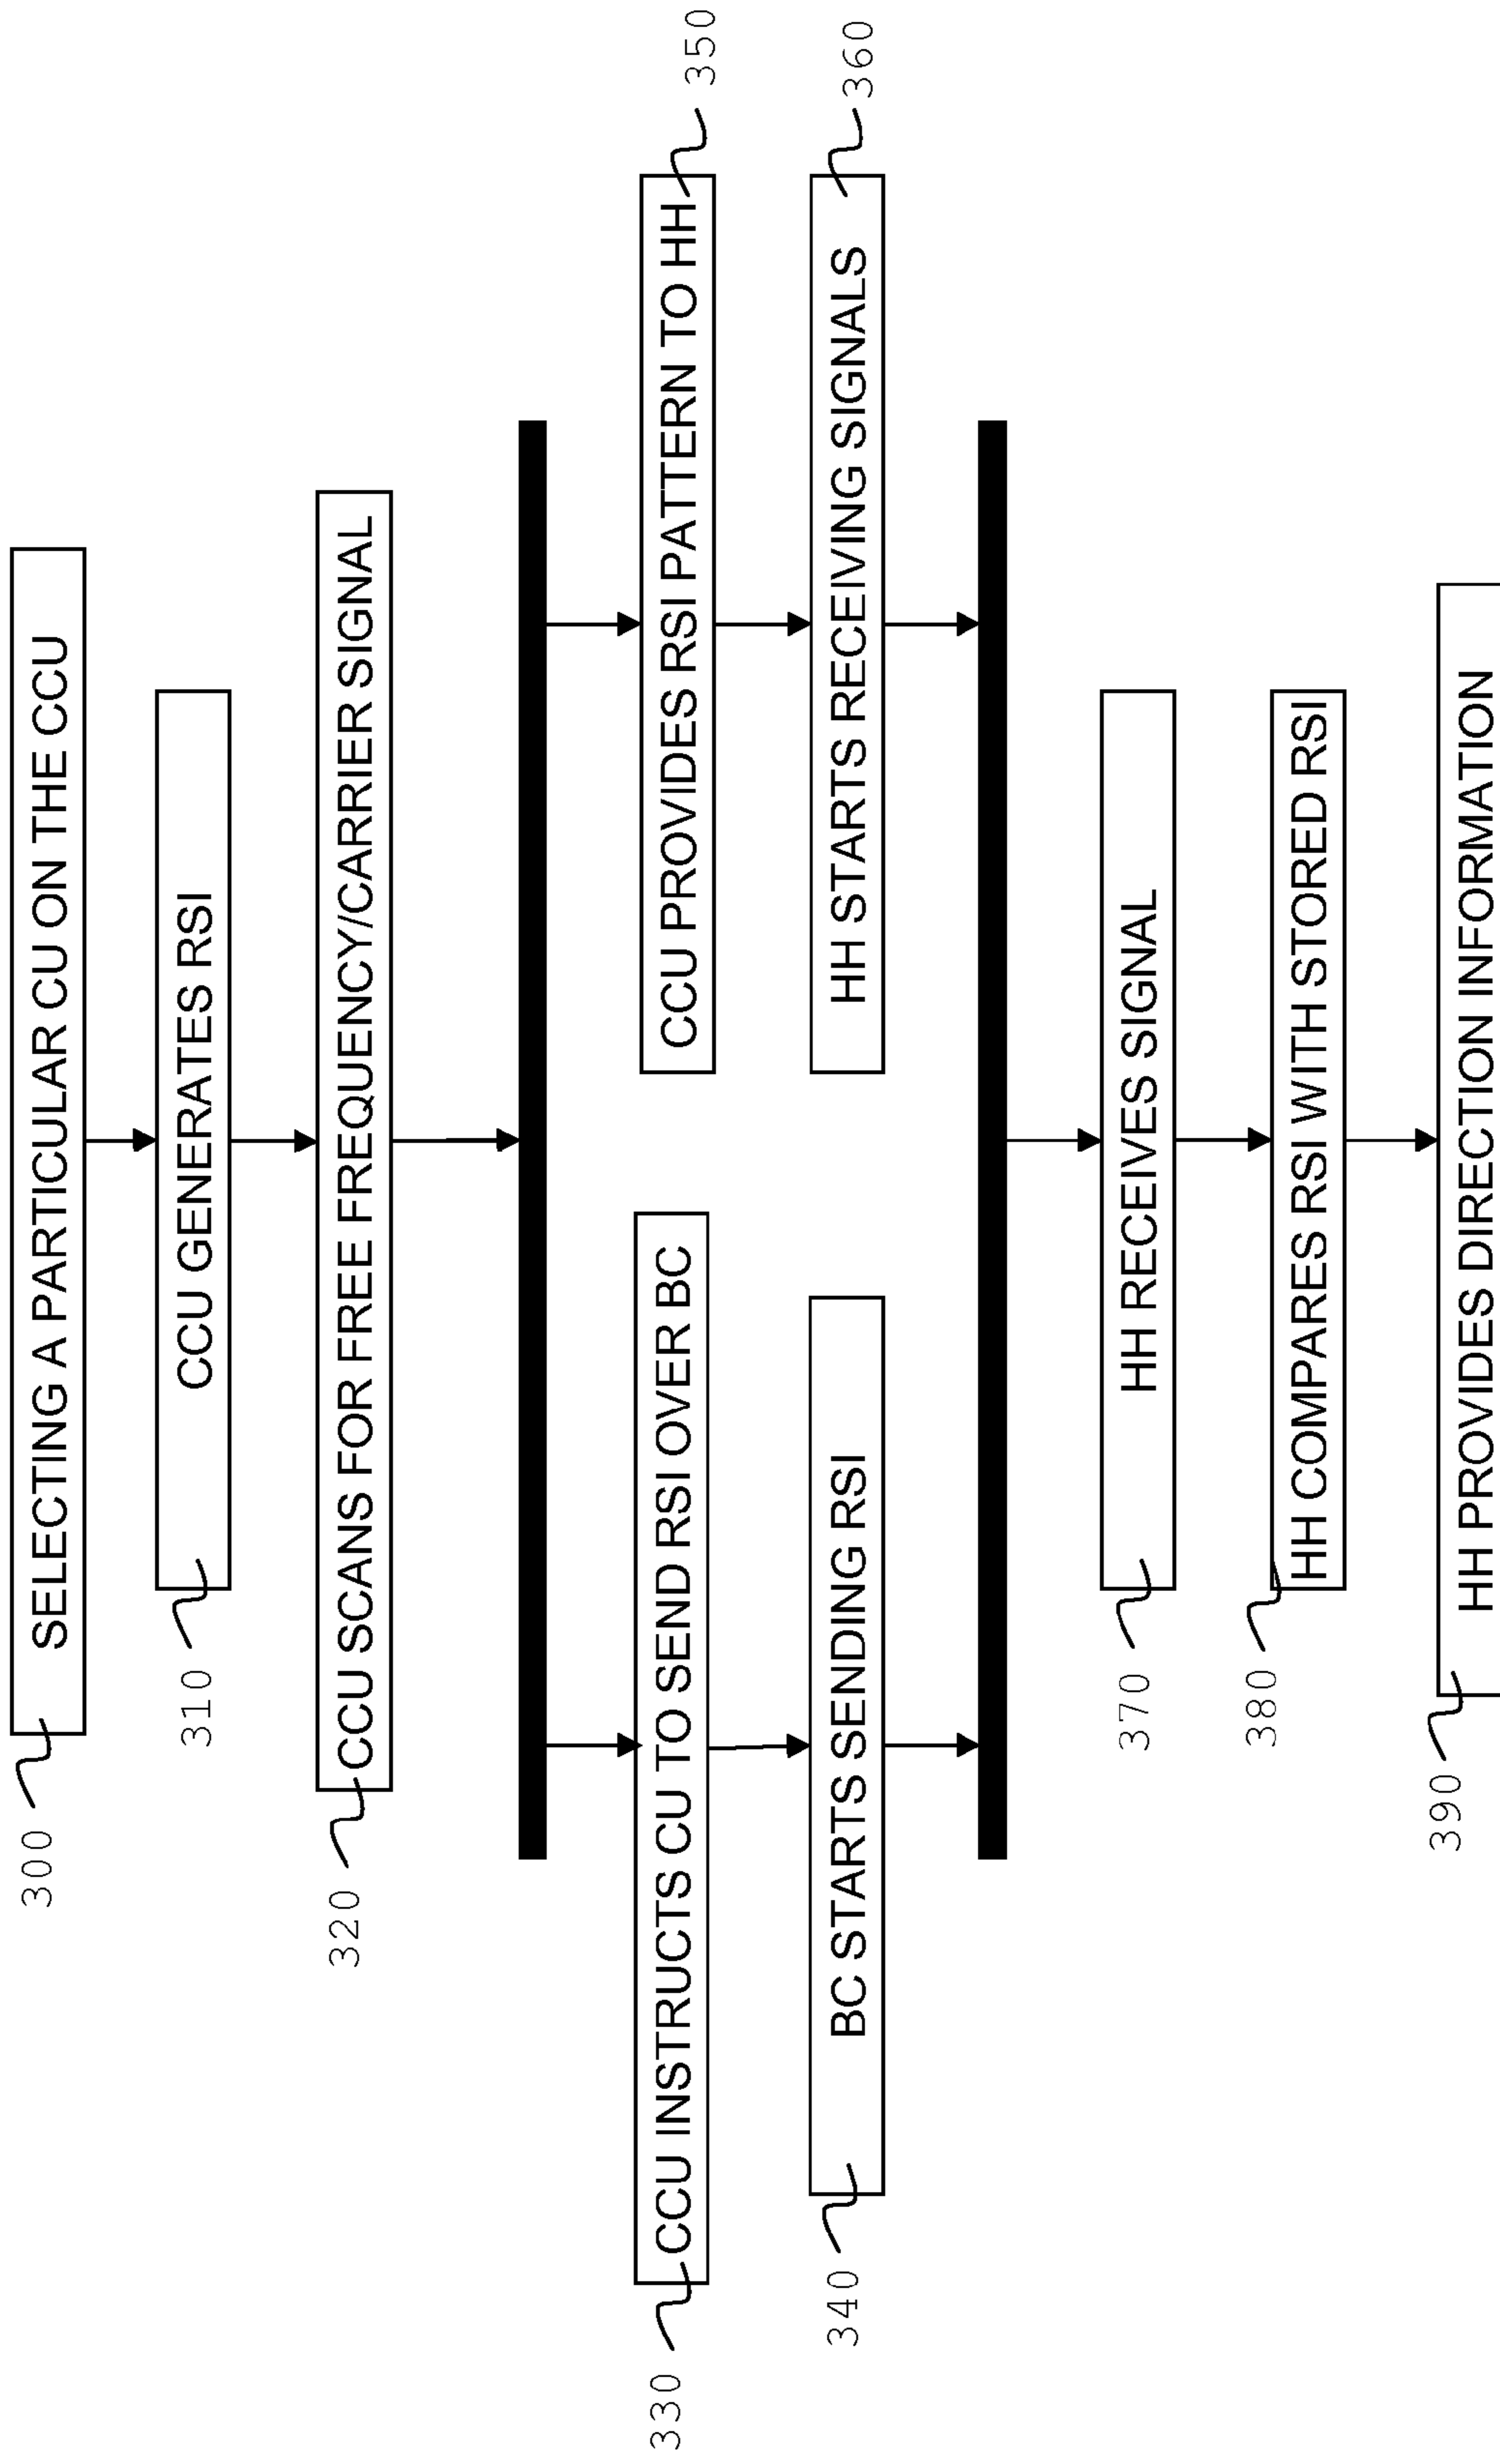 300
SELECTING A PARTICULAR CU ON THE CCU
310
CCU GENERATES RSI
320
CCU SCANS FOR FREE FREQUENCY/CARRIER SIGNAL
330
CCU INSTRUCTS CU TO SEND RSI OVER BC
CCU PROVIDES RSI PATTERN TO HH
350
340
BC STARTS SENDING RSI
HH STARTS RECEIVING SIGNALS
360
370
HH RECEIVES SIGNAL
380
HH COMPARES RSI WITH STORED RSI
390
HH PROVIDES DIRECTION INFORMATION